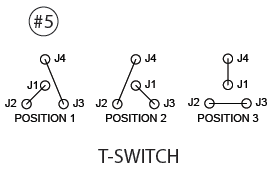 #5
J4 J4 J4
J1 J1 J1
J2 J3 J2 J3 J2 J3
POSITION 1 POSITION 2 POSITION 3
T-SWITCH